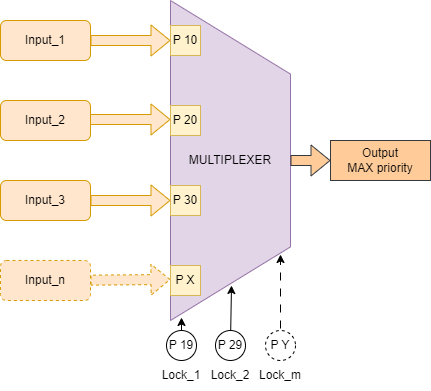 Input_1
P 10
Input_2
P 20
MULTIPLEXER
Output
MAX priority
Input_3
P 30
Input_n
P X
P 19
P 29
P Y
Lock_1
Lock_2
Lock_m